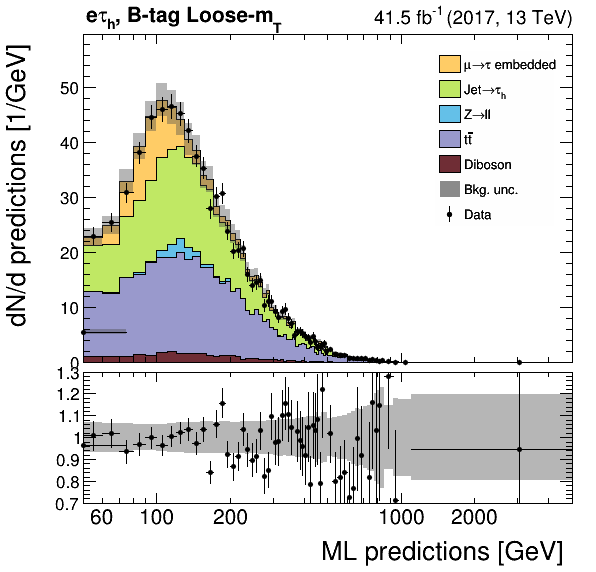 eτh, B-tag Loose-mT
41.5 fb⁻¹ (2017, 13 TeV)
dN/d predictions [1/GeV]
50
40
30
20
10
0
μ→τ embedded
Jet→τh
Z→ll
tt̄
Diboson
Bkg. unc.
Data
1.3
1.2
1.1
1
0.9
0.8
0.7
60 100 200 1000 2000
ML predictions [GeV]